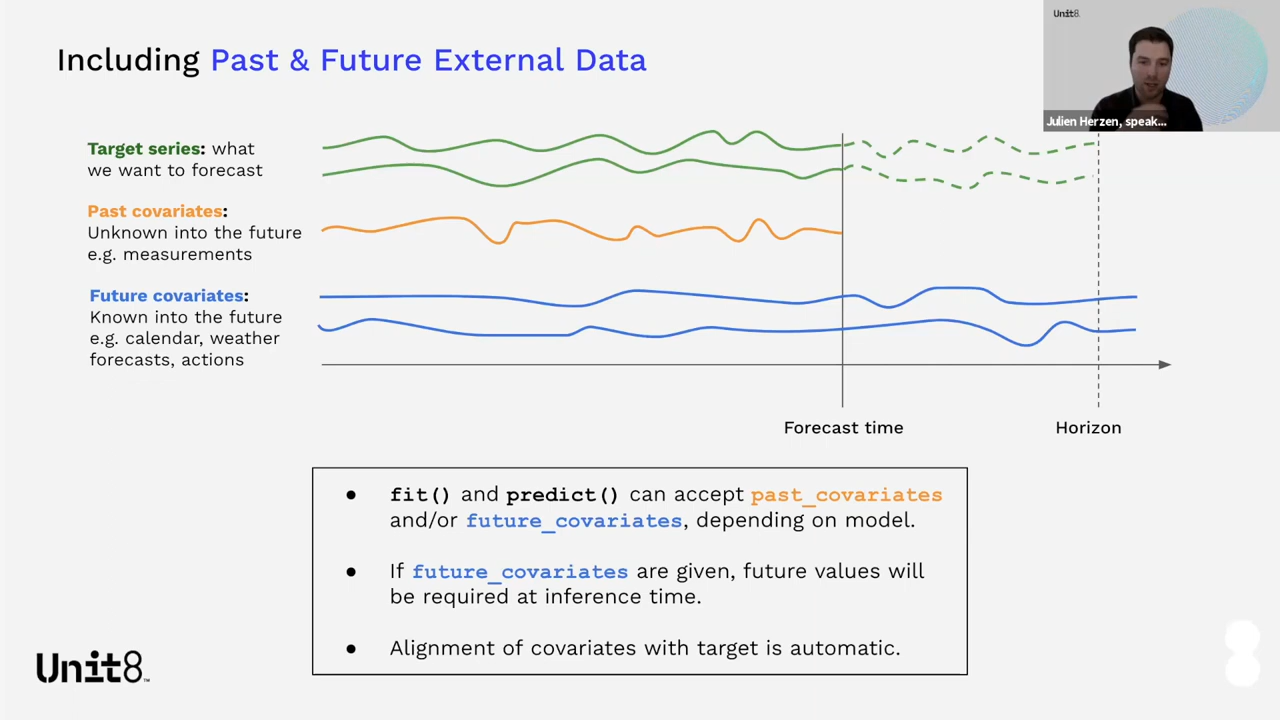 Unit8.
Including Past & Future External Data
Julien Herzen, speak...
Target series: what
we want to forecast
Past covariates:
Unknown into the future
e.g. measurements
Future covariates:
Known into the future
e.g. calendar, weather
forecasts, actions
Forecast time
Horizon
● fit() and predict() can accept past_covariates
and/or future_covariates, depending on model.
● If future_covariates are given, future values will
be required at inference time.
● Alignment of covariates with target is automatic.
Unit8™